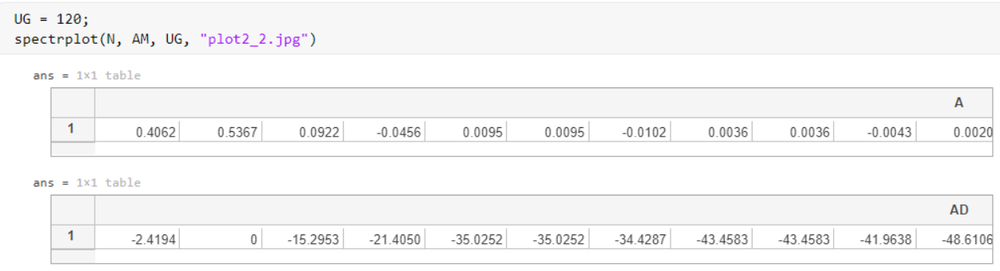 UG = 120;
spectrplot(N, AM, UG, "plot2_2.jpg")
ans = 1×1 table
A
1 0.4062 0.5367 0.0922 -0.0456 0.0095 0.0095 -0.0102 0.0036 0.0036 -0.0043 0.0020
ans = 1×1 table
AD
1 -2.4194 0 -15.2953 -21.4050 -35.0252 -35.0252 -34.4287 -43.4583 -43.4583 -41.9638 -48.6106